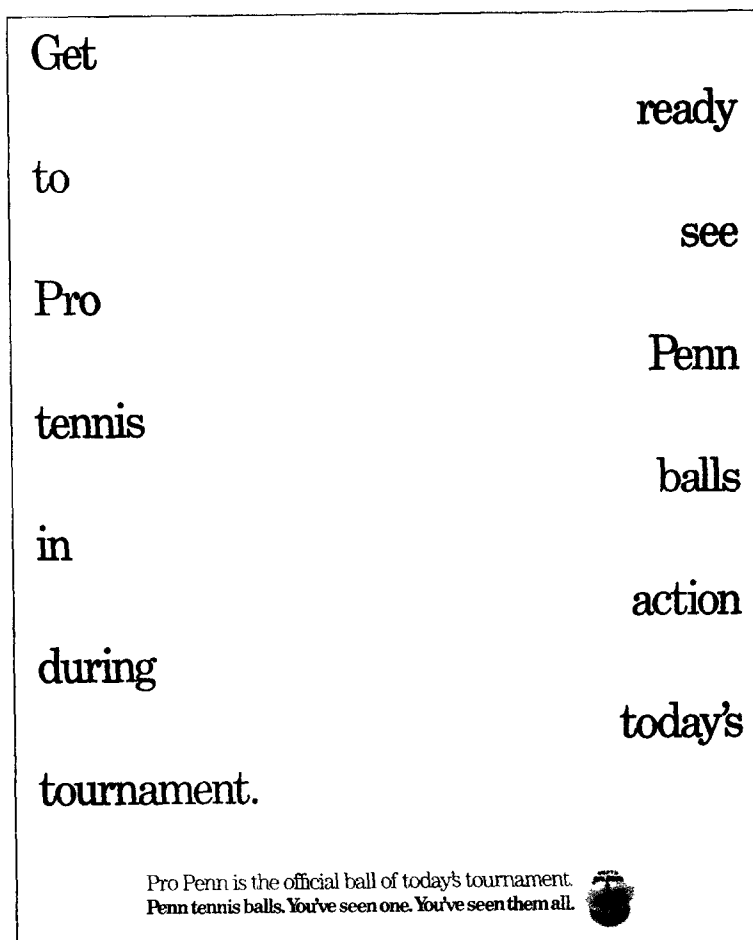 Get
ready
to
see
Pro
Penn
tennis
balls
in
action
during
today's
tournament.
Pro Penn is the official ball of today's tournament.
Penn tennis balls. You've seen one. You've seen them all.